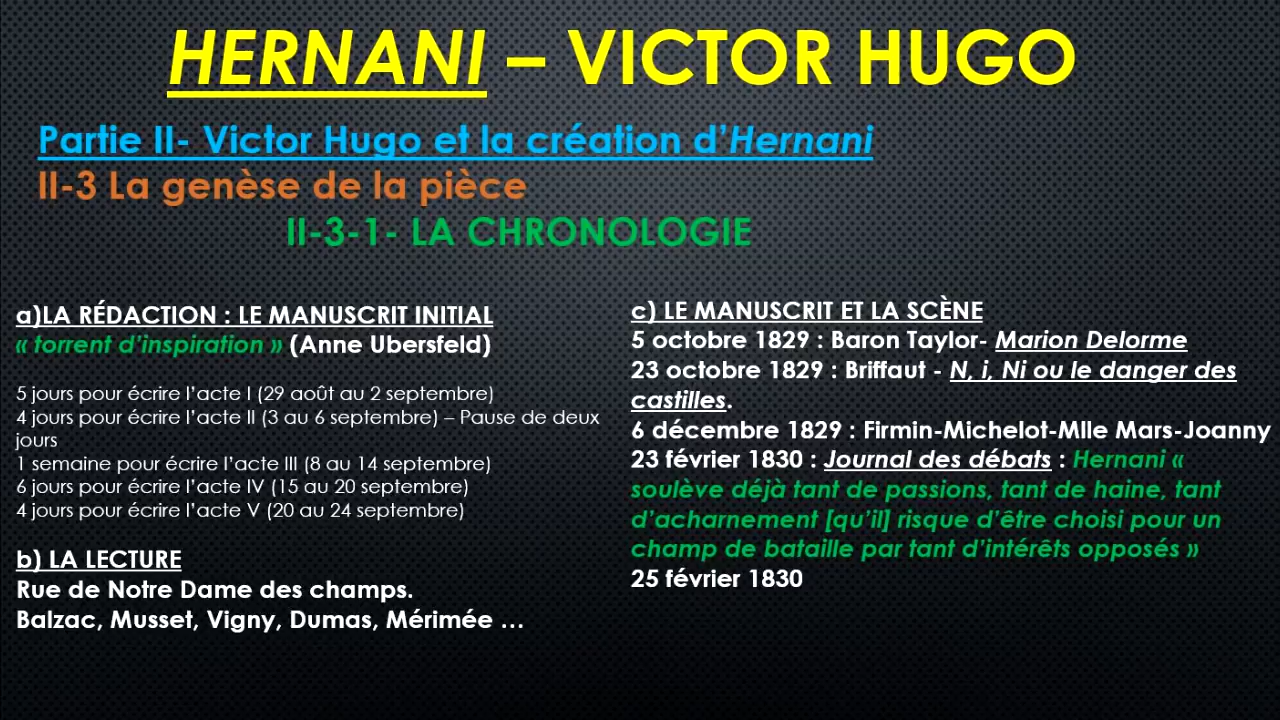 HERNANI – VICTOR HUGO
Partie II- Victor Hugo et la création d’Hernani
II-3 La genèse de la pièce
II-3-1- LA CHRONOLOGIE
a)LA RÉDACTION : LE MANUSCRIT INITIAL
« torrent d’inspiration » (Anne Ubersfeld)
5 jours pour écrire l’acte I (29 août au 2 septembre)
4 jours pour écrire l’acte II (3 au 6 septembre) – Pause de deux
jours
1 semaine pour écrire l’acte III (8 au 14 septembre)
6 jours pour écrire l’acte IV (15 au 20 septembre)
4 jours pour écrire l’acte V (20 au 24 septembre)
b) LA LECTURE
Rue de Notre Dame des champs.
Balzac, Musset, Vigny, Dumas, Mérimée …
c) LE MANUSCRIT ET LA SCÈNE
5 octobre 1829 : Baron Taylor- Marion Delorme
23 octobre 1829 : Briffaut - N, i, Ni ou le danger des
castilles.
6 décembre 1829 : Firmin-Michelot-Mlle Mars-Joanny
23 février 1830 : Journal des débats : Hernani «
soulève déjà tant de passions, tant de haine, tant
d’acharnement [qu’il] risque d’être choisi pour un
champ de bataille par tant d’intérêts opposés »
25 février 1830